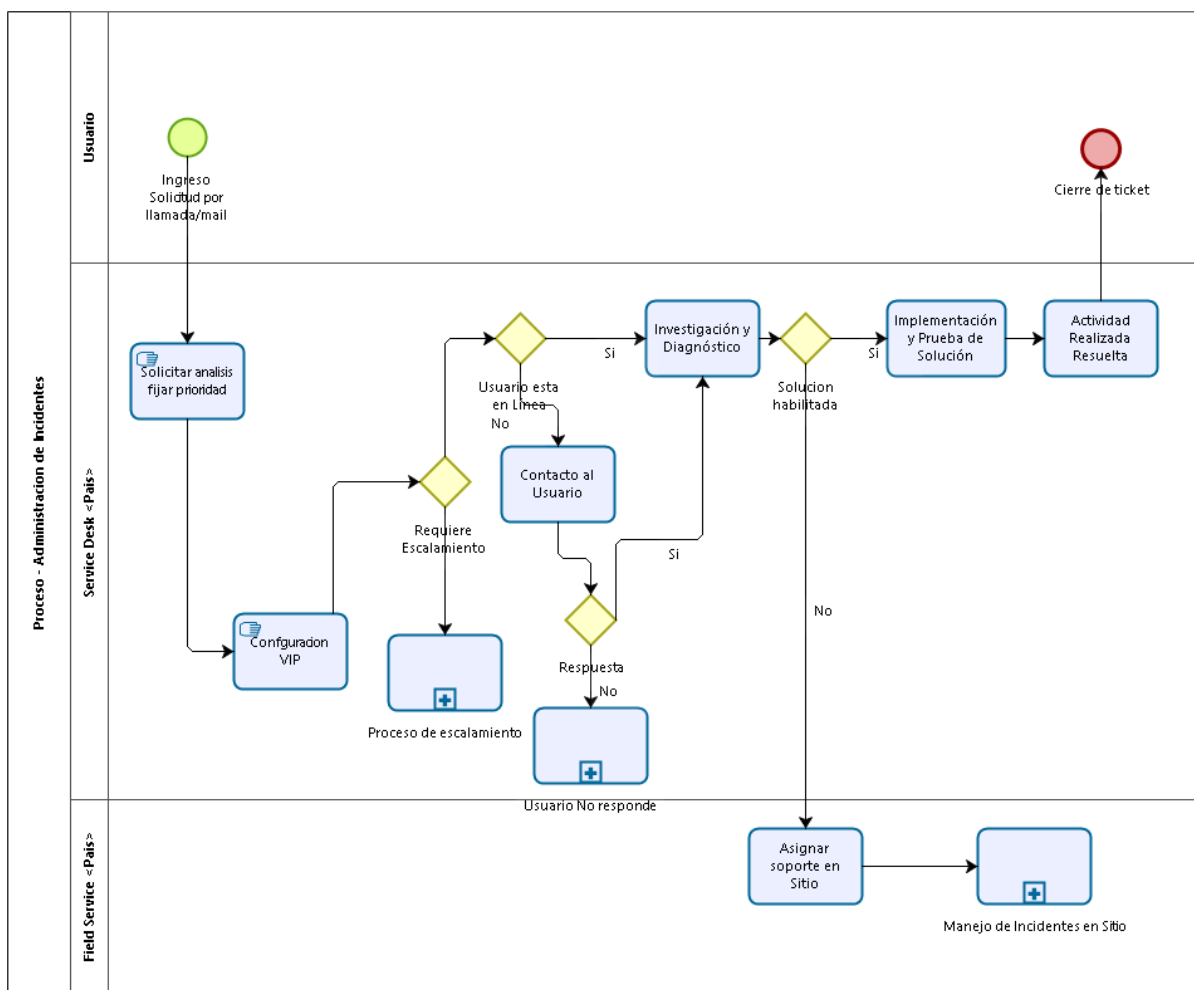 Proceso - Administracion de Incidentes
Usuario
Ingreso
Solicitud por
llamada/mail
Cierre de ticket
Service Desk <Pais>
Solicitar analisis
fijar prioridad
Confguracion
VIP
Requiere
Escalamiento
Proceso de escalamiento
Usuario esta
en Linea
Si
No
Contacto al
Usuario
Respuesta
Si
No
Usuario No responde
Investigación y
Diagnóstico
Solucion
habilitada
Si
No
Implementación
y Prueba de
Solución
Actividad
Realizada
Resuelta
Field Service <Pais>
Asignar
soporte en
Sitio
Manejo de Incidentes en Sitio